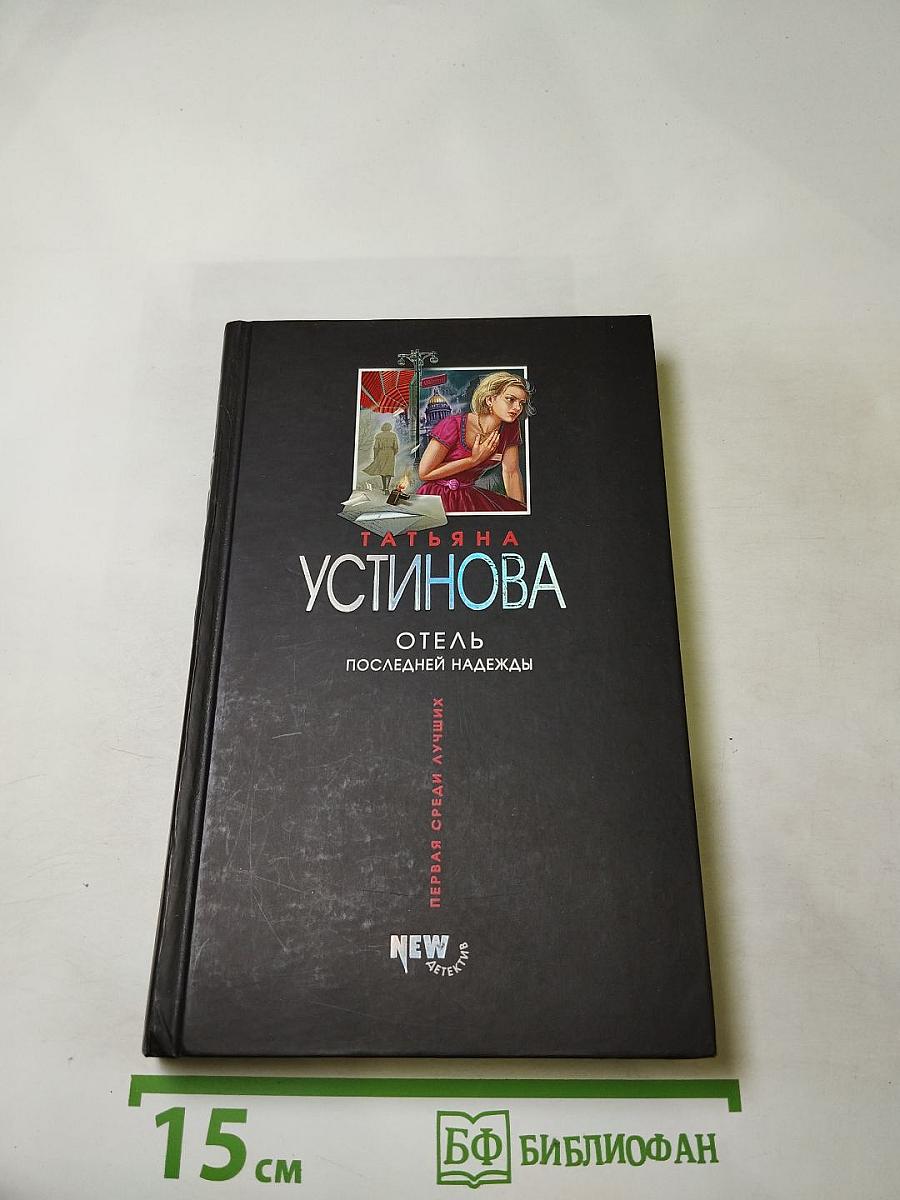 ТАТЬЯНА
УСТИНОВА
ОТЕЛЬ
ПОСЛЕДНЕЙ НАДЕЖДЫ
ПЕРВАЯ СРЕДИ ЛУЧШИХ
NEW
ДЕТЕКТИВ
15 см
БФ БИБЛИОФАН